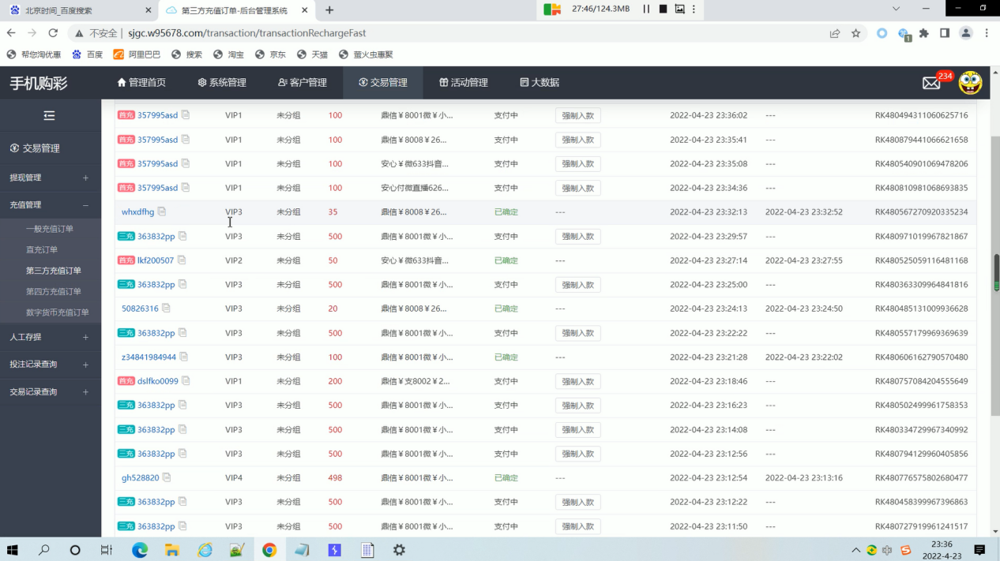 北京时间_百度搜索
第三方充值订单-后台管理系统
27:46/124.3MB
不安全 sjgc.w95678.com/transaction/transactionRechargeFast
1
帮您淘优惠 百度 阿里巴巴 搜索 淘宝 京东 天猫 萤火虫惠聚
手机购彩 管理首页 系统管理 客户管理 交易管理 活动管理 大数据 234
交易管理
提现管理
充值管理
一般充值订单
直充订单
第三方充值订单
第四方充值订单
数字货币充值订单
人工存提
投注记录查询
交易记录查询
首充 357995asd VIP1 未分组 100 鼎信￥8001微￥小... 支付中 强制入款 2022-04-23 23:36:02 --- RK480494311060625716
首充 357995asd VIP1 未分组 100 鼎信￥8008￥26... 支付中 强制入款 2022-04-23 23:35:41 --- RK480879441066621658
首充 357995asd VIP1 未分组 100 安心￥微633抖音... 支付中 强制入款 2022-04-23 23:35:08 --- RK480540901069478206
首充 357995asd VIP1 未分组 100 安心付微直播626... 支付中 强制入款 2022-04-23 23:34:36 --- RK480810981068693835
whxdfhg VIP3 未分组 35 鼎信￥8008￥26... 已确定 --- 2022-04-23 23:32:13 2022-04-23 23:32:52 RK480567270920335234
三充 363832pp VIP3 未分组 500 鼎信￥8001微￥小... 支付中 强制入款 2022-04-23 23:29:57 --- RK480971019967821867
首充 lkf200507 VIP2 未分组 50 安心￥微633抖音... 已确定 --- 2022-04-23 23:27:14 2022-04-23 23:27:55 RK480525059116481168
三充 363832pp VIP3 未分组 500 鼎信￥8001微￥小... 支付中 强制入款 2022-04-23 23:25:00 --- RK480363309964841816
50826316 VIP3 未分组 20 鼎信￥8008￥26... 已确定 --- 2022-04-23 23:24:13 2022-04-23 23:24:50 RK480485131009936628
三充 363832pp VIP3 未分组 500 鼎信￥8001微￥小... 支付中 强制入款 2022-04-23 23:22:22 --- RK480557179969369639
z34841984944 VIP3 未分组 100 鼎信￥8001微￥小... 已确定 --- 2022-04-23 23:21:28 2022-04-23 23:22:02 RK480606162790570480
首充 dslfko0099 VIP1 未分组 200 鼎信￥支8002￥2... 支付中 强制入款 2022-04-23 23:18:46 --- RK480757084204555649
三充 363832pp VIP3 未分组 500 鼎信￥8001微￥小... 支付中 强制入款 2022-04-23 23:16:23 --- RK480502499961758353
三充 363832pp VIP3 未分组 500 鼎信￥8001微￥小... 支付中 强制入款 2022-04-23 23:14:08 --- RK480334729967340992
三充 363832pp VIP3 未分组 500 鼎信￥8001微￥小... 支付中 强制入款 2022-04-23 23:12:56 --- RK480794129960405856
gh528820 VIP4 未分组 498 鼎信￥8001微￥小... 已确定 --- 2022-04-23 23:12:54 2022-04-23 23:13:16 RK480776575802680477
三充 363832pp VIP3 未分组 500 鼎信￥8001微￥小... 支付中 强制入款 2022-04-23 23:12:22 --- RK480458399967396863
三充 363832pp VIP3 未分组 500 鼎信￥8001微￥小... 支付中 强制入款 2022-04-23 23:11:50 --- RK480727919961241517
中 23:36
2022-4-23